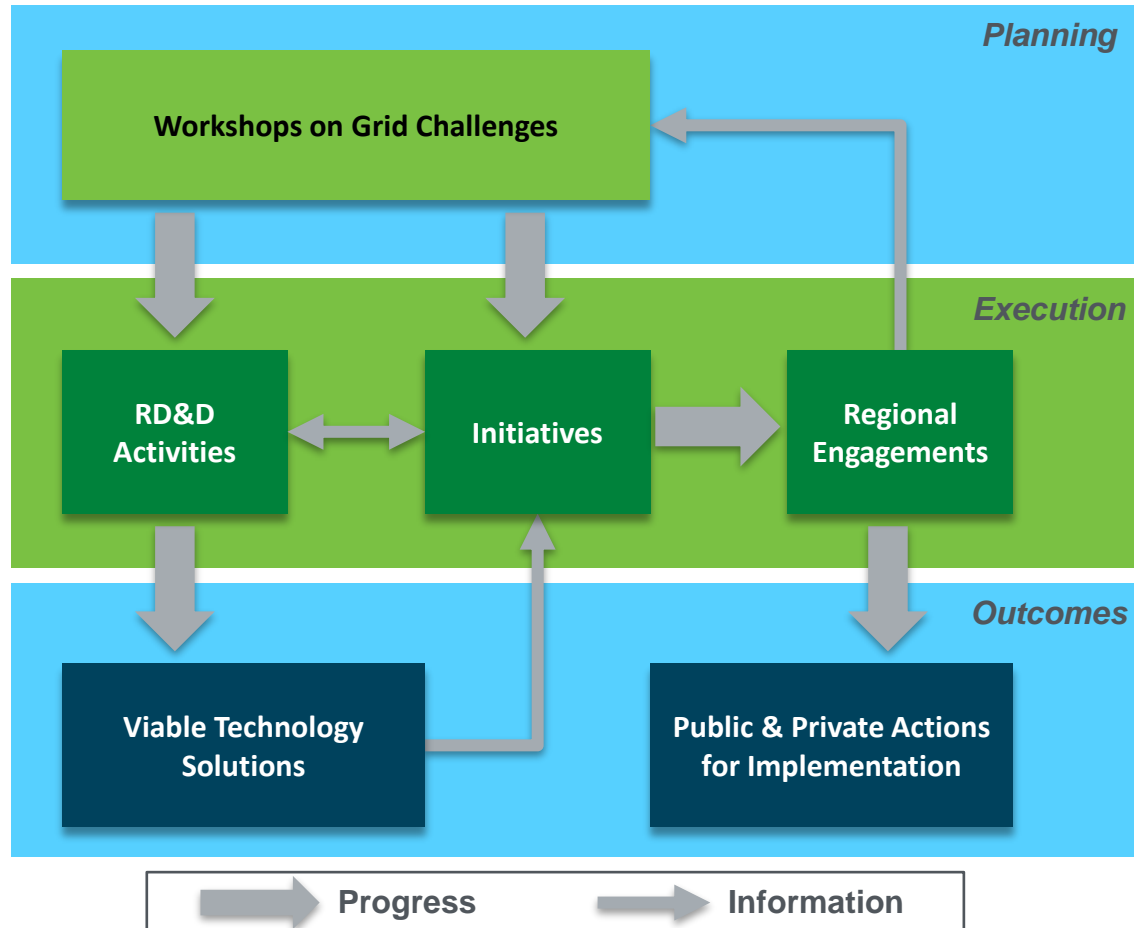 Planning
Workshops on Grid Challenges
Execution
RD&D
Activities
Initiatives
Regional
Engagements
Outcomes
Viable Technology
Solutions
Public & Private Actions
for Implementation
Progress
Information